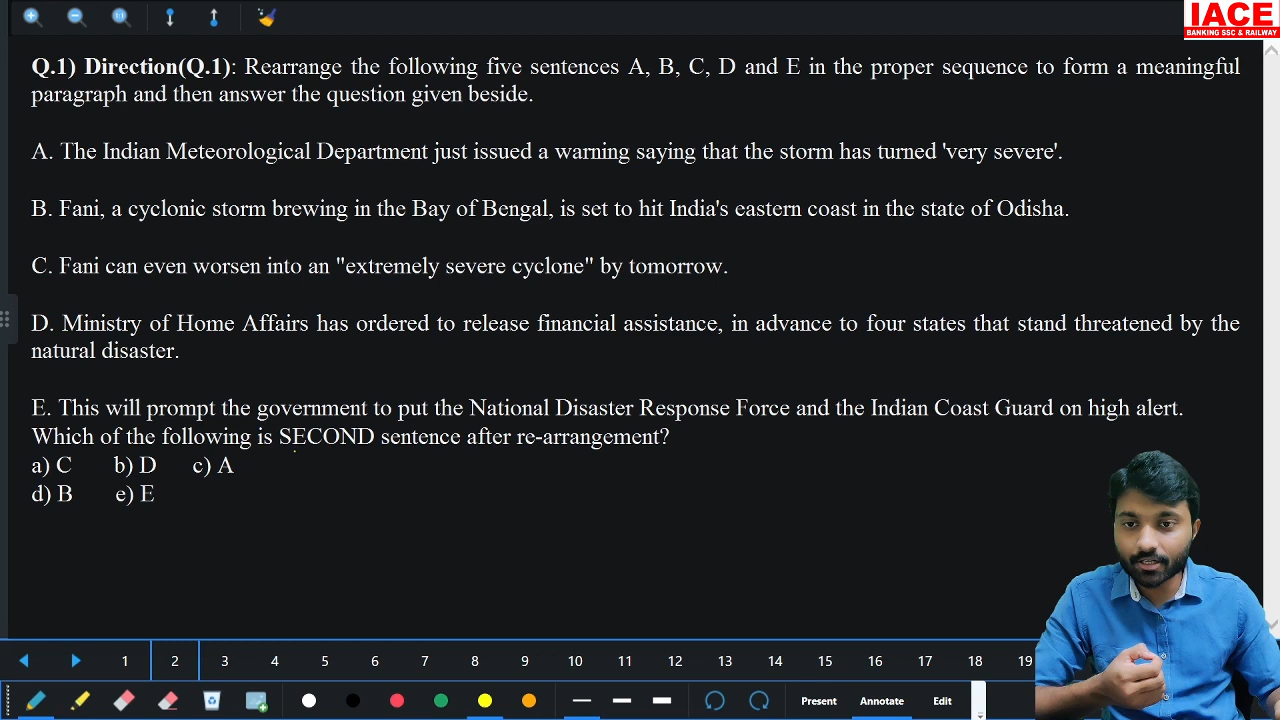 IACE
BANKING SSC & RAILWAY
Q.1) Direction(Q.1): Rearrange the following five sentences A, B, C, D and E in the proper sequence to form a meaningful
paragraph and then answer the question given beside.
A. The Indian Meteorological Department just issued a warning saying that the storm has turned 'very severe'.
B. Fani, a cyclonic storm brewing in the Bay of Bengal, is set to hit India's eastern coast in the state of Odisha.
C. Fani can even worsen into an "extremely severe cyclone" by tomorrow.
D. Ministry of Home Affairs has ordered to release financial assistance, in advance to four states that stand threatened by the
natural disaster.
E. This will prompt the government to put the National Disaster Response Force and the Indian Coast Guard on high alert.
Which of the following is SECOND sentence after re-arrangement?
a) C b) D c) A
d) B e) E
1 2 3 4 5 6 7 8 9 10 11 12 13 14 15 16 17 18 19
Present Annotate Edit